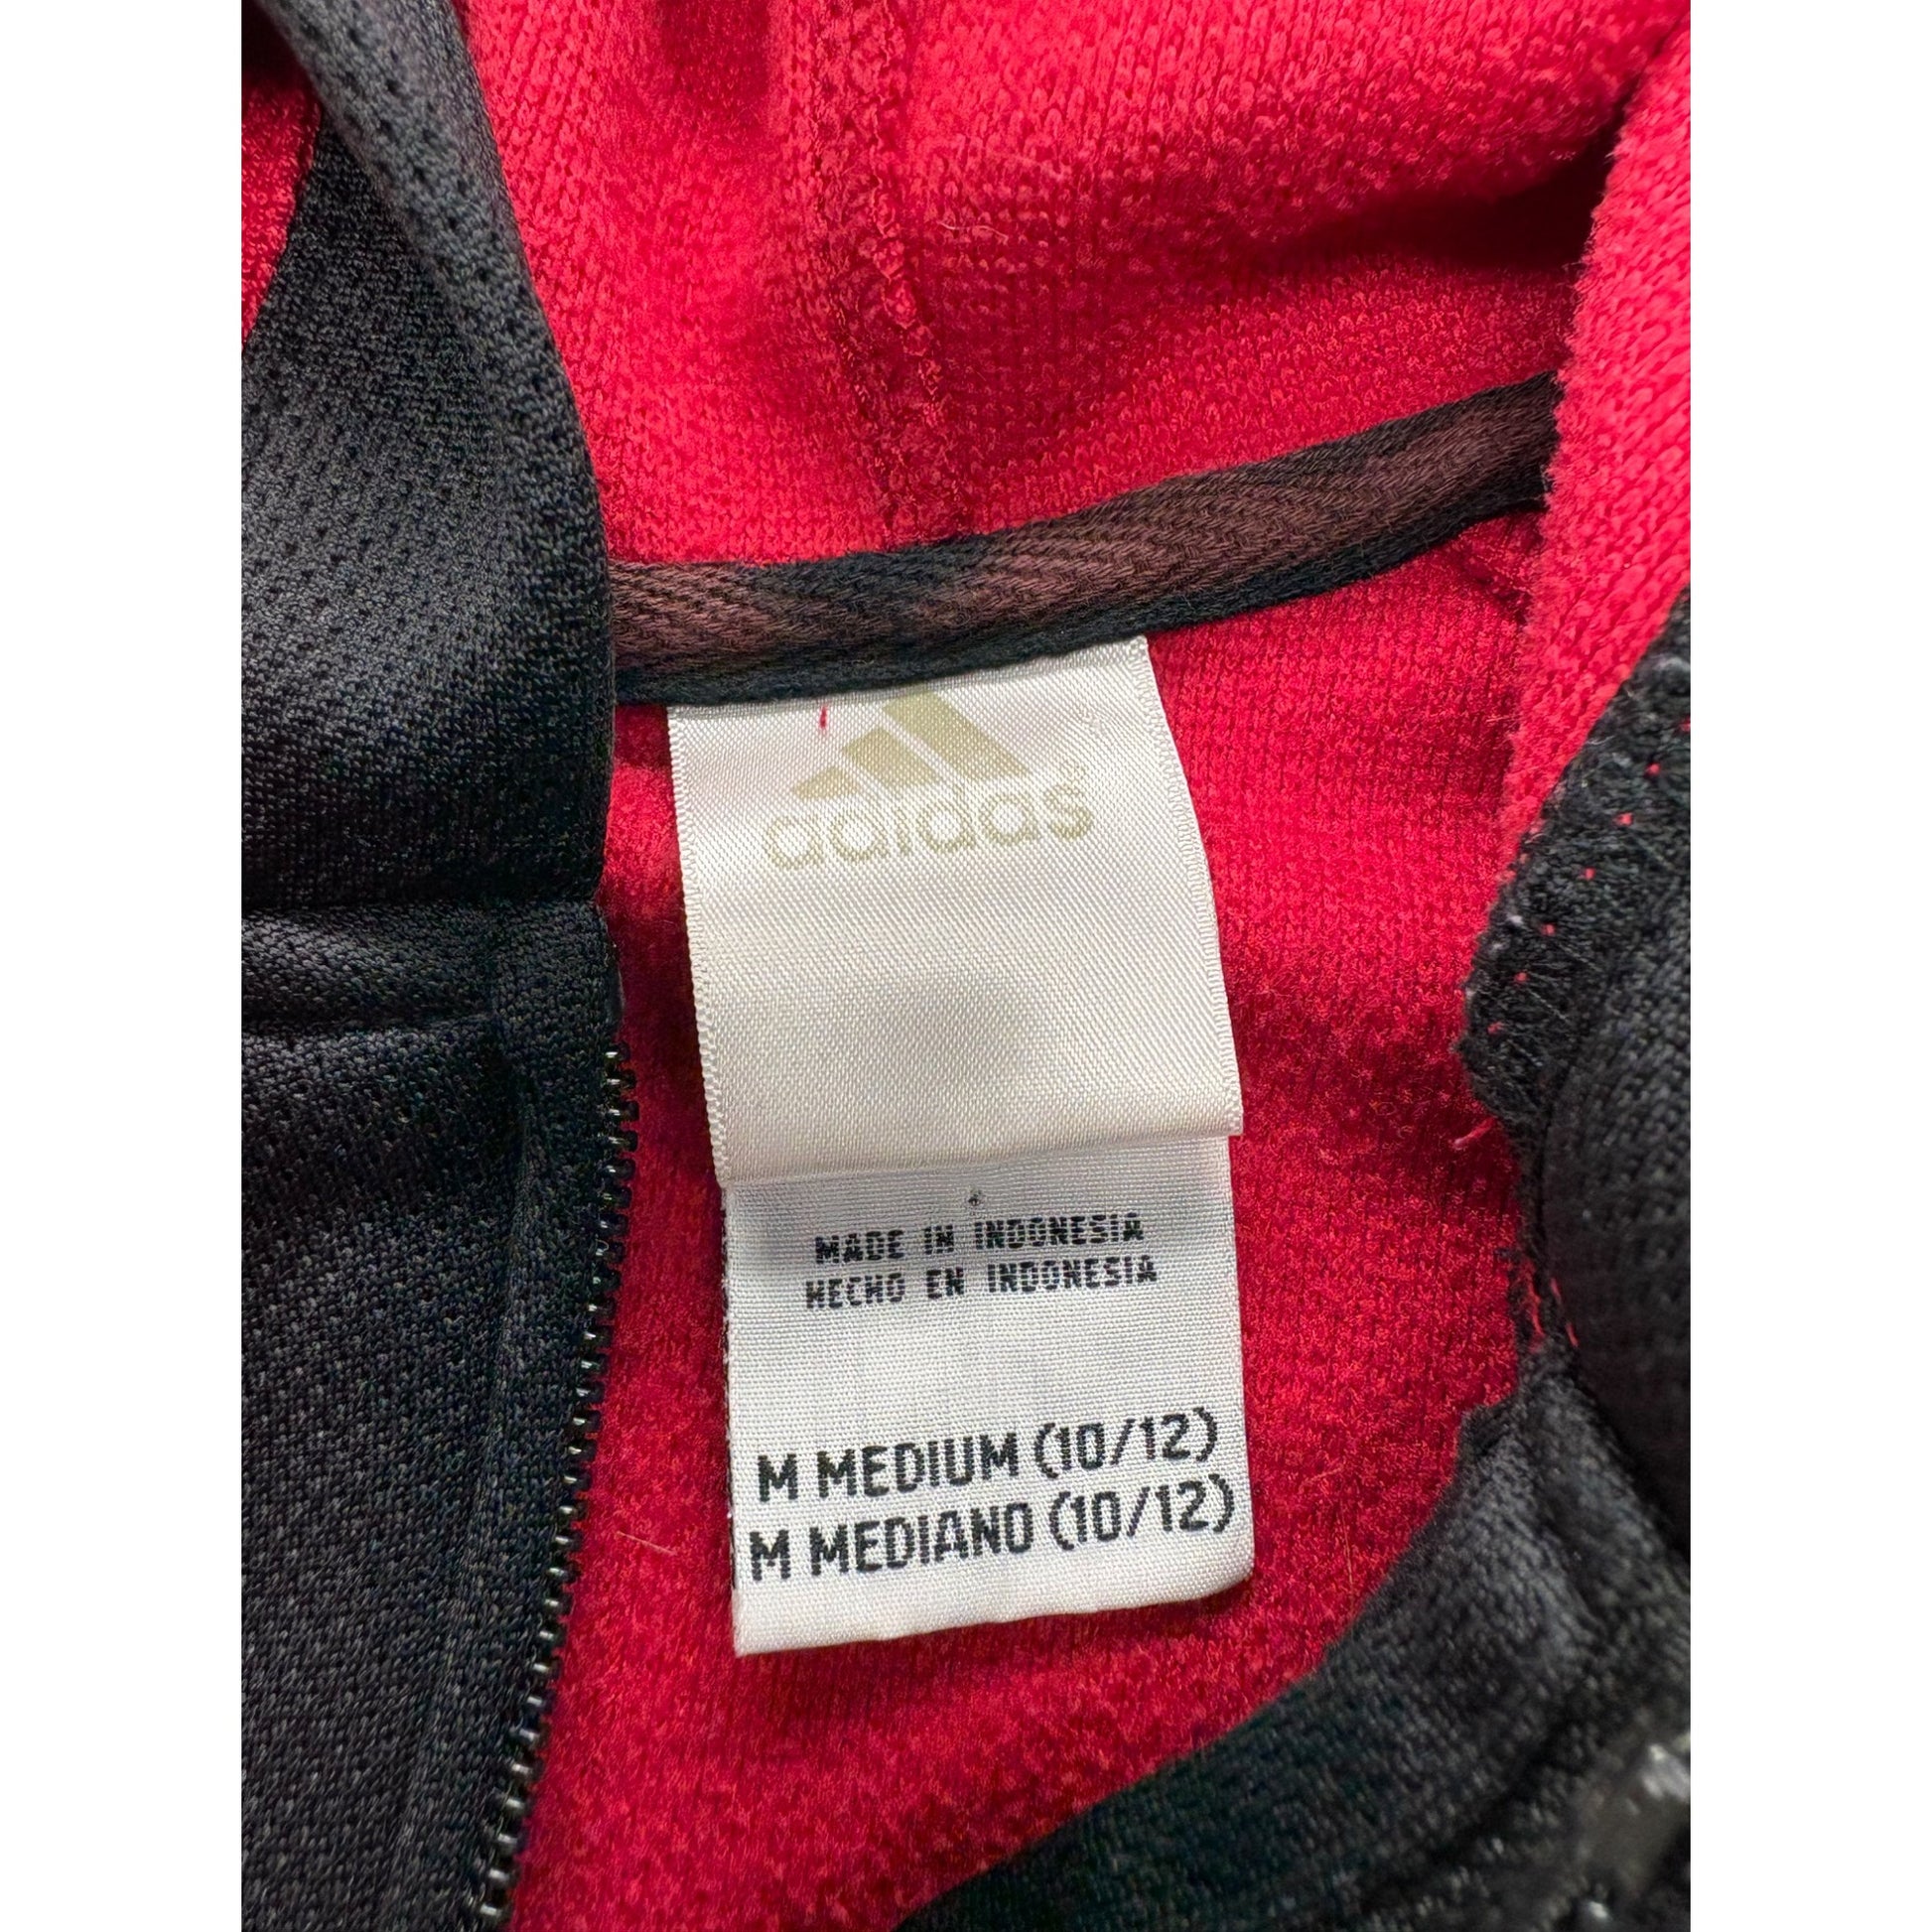 adidas®
MADE IN INDONESIA
HECHO EN INDONESIA
M MEDIUM (10/12)
M MEDIANO (10/12)